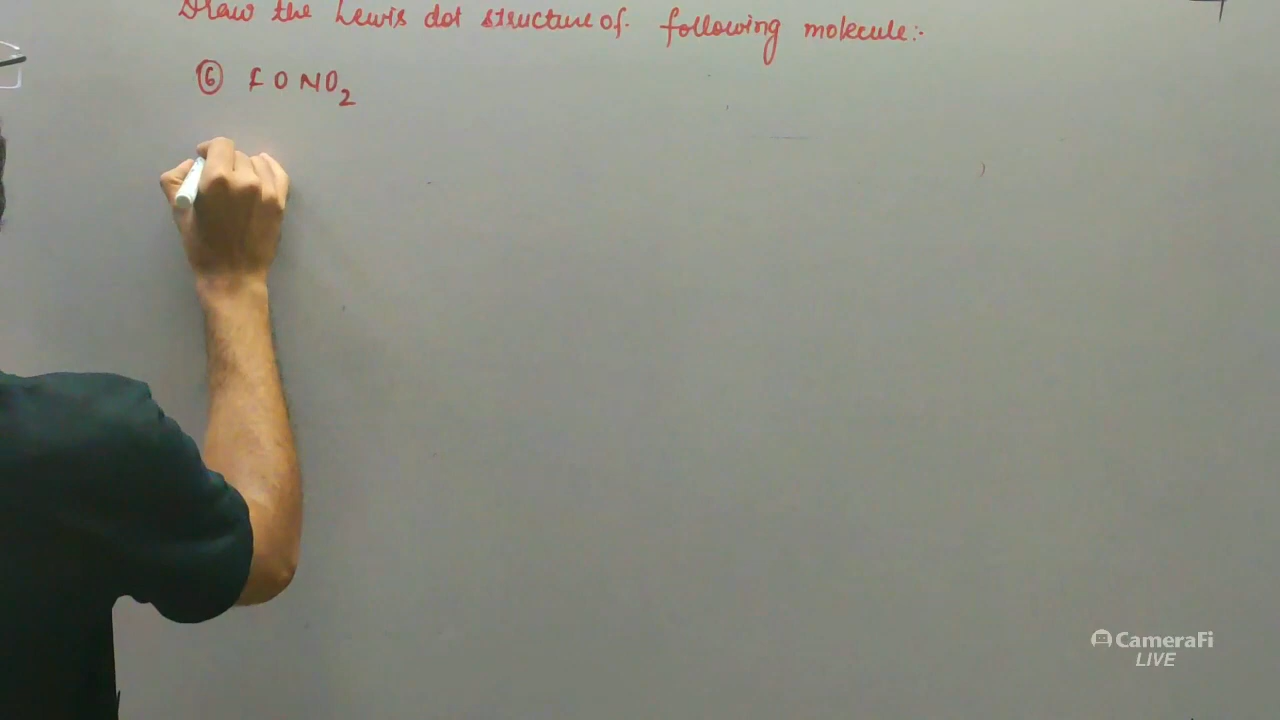 Draw the Lewis dot structure of following molecule:-
⑥ FONO₂
CameraFi
LIVE